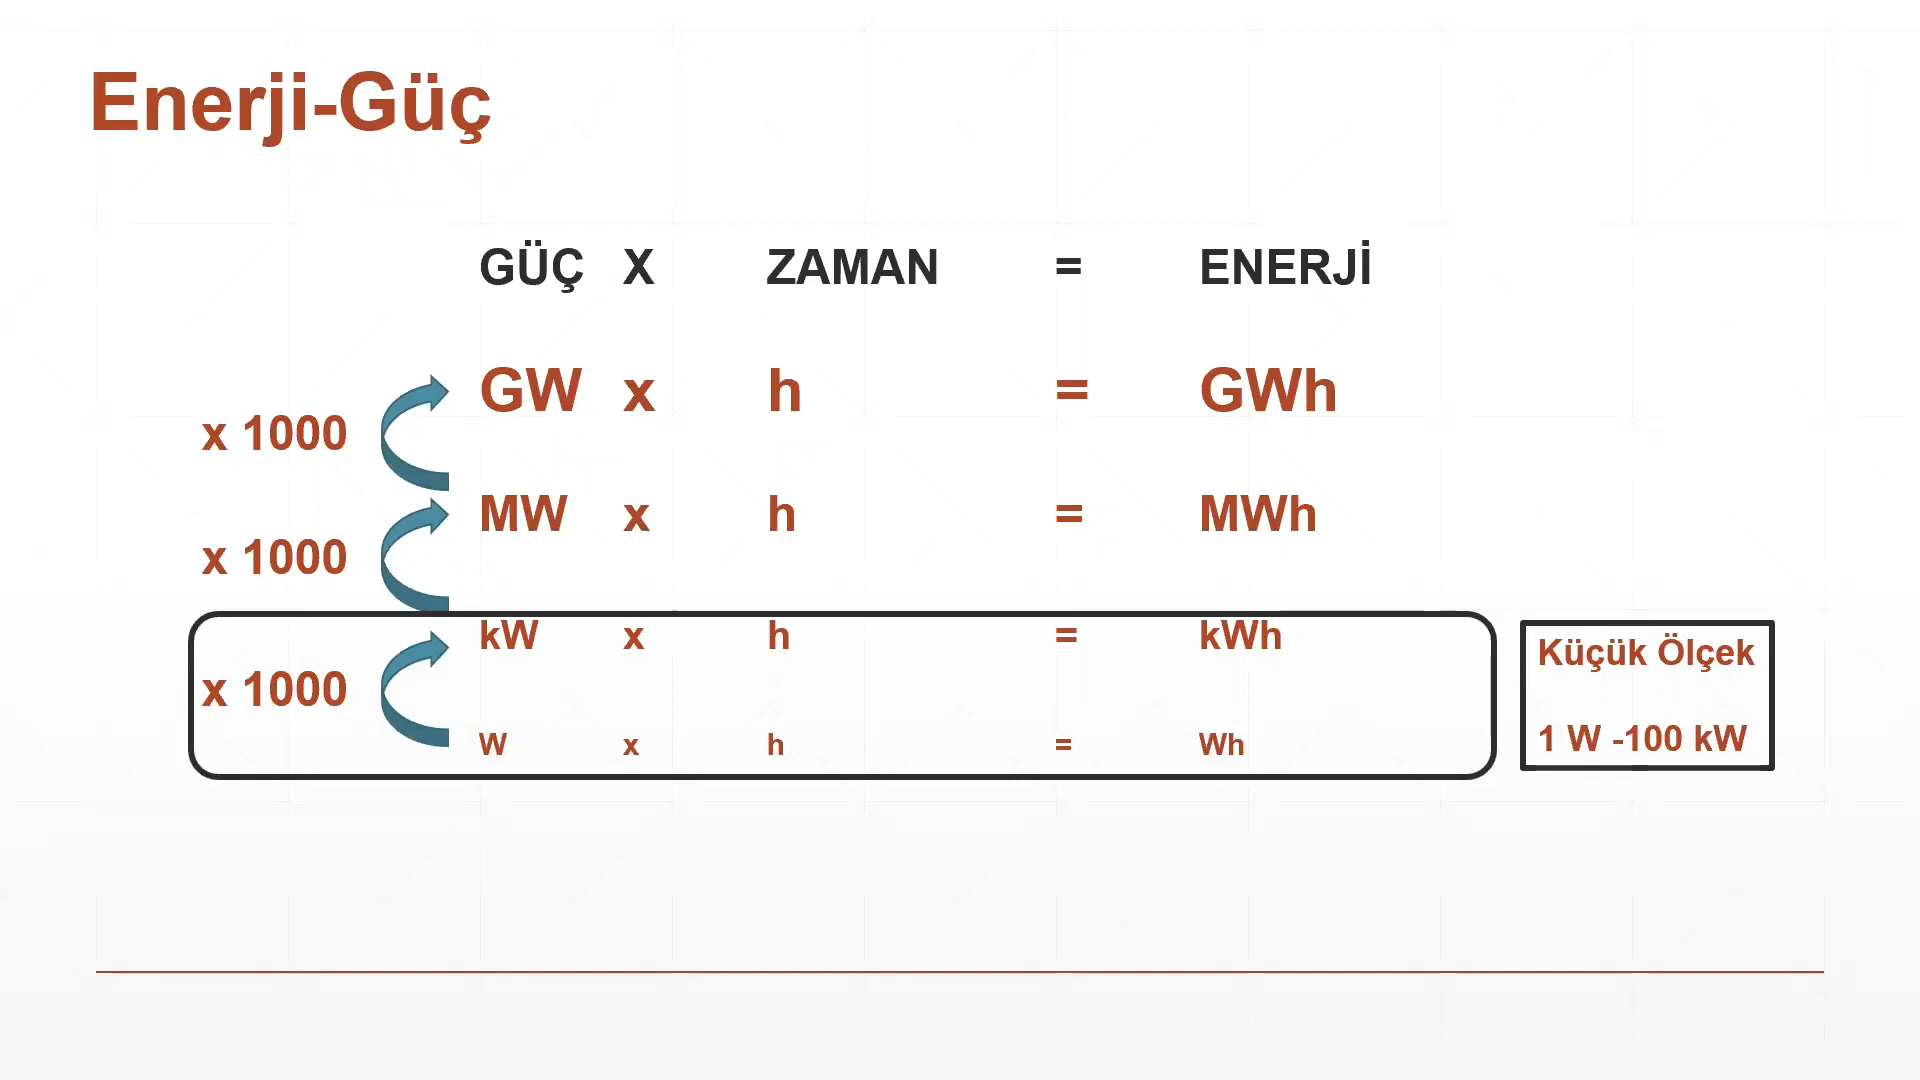 Enerji-Güç
GÜÇ X ZAMAN = ENERJİ
GW x h = GWh
x 1000
MW x h = MWh
x 1000
kW x h = kWh
x 1000
W x h = Wh
Küçük Ölçek
1 W -100 kW